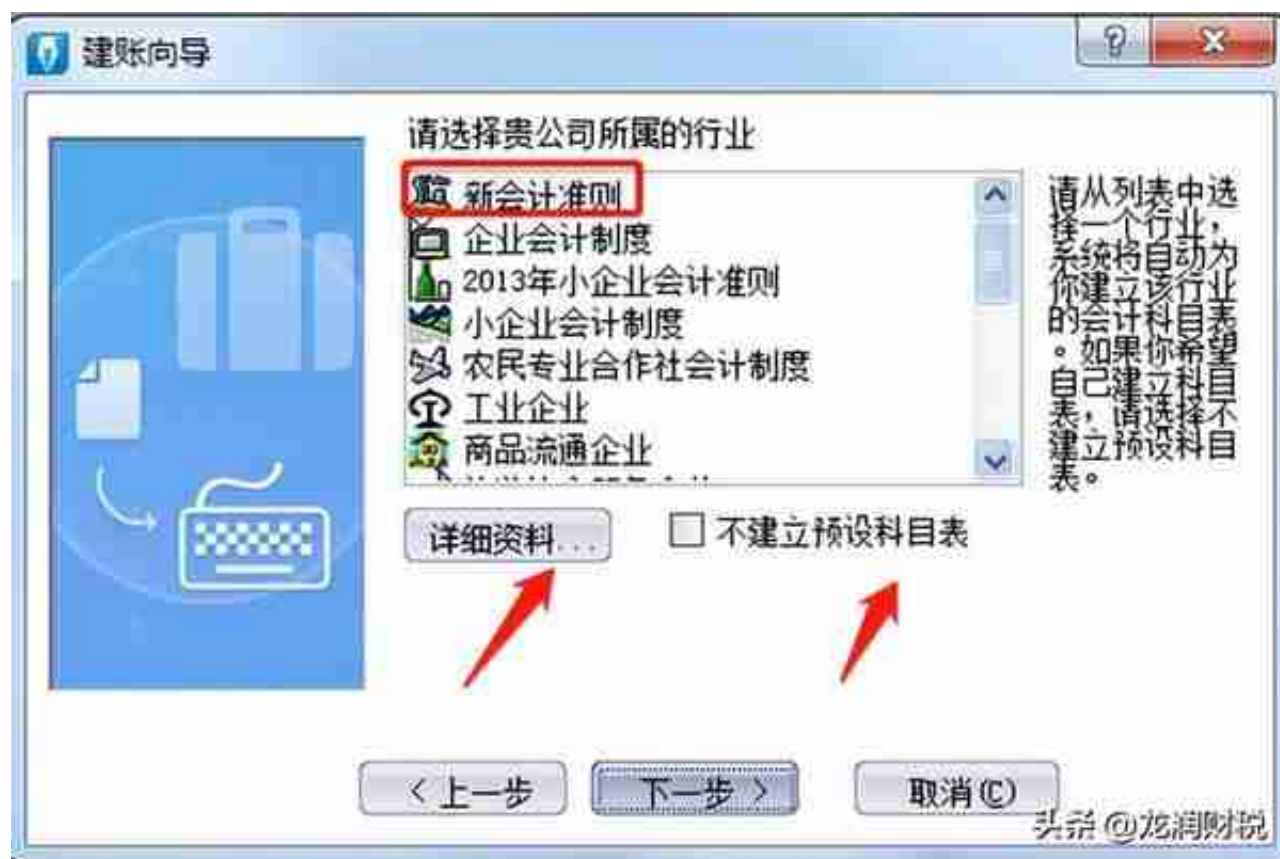 建账向导
请选择贵公司所属的行业
新会计准则
企业会计制度
2013年小企业会计准则
小企业会计制度
农民专业合作社会计制度
工业企业
商品流通企业
请从列表中选
择一个行业，
系统将自动为
你建立该行业
的会计科目表
。如果你希望
自己建立科目
表，请选择不
建立预设科目
表。
详细资料...
不建立预设科目表
<上一步
下一步>
取消(C)
头条@龙润财税